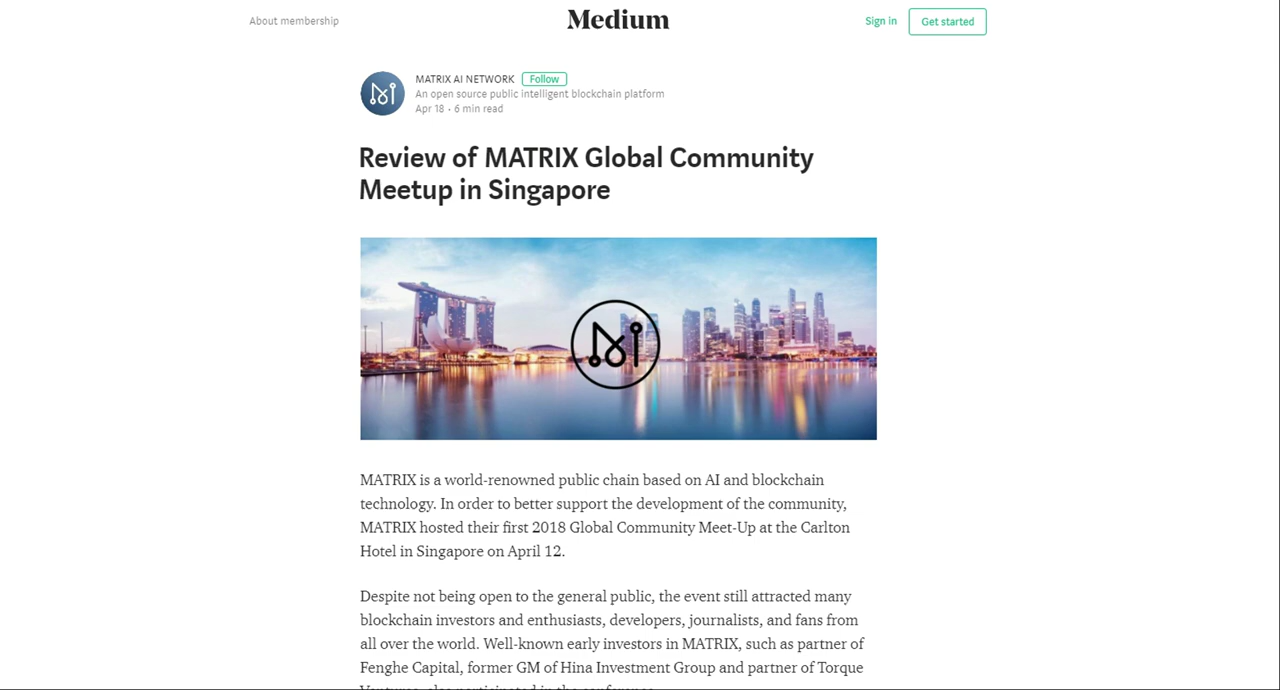 About membership
Medium
Sign in
Get started
MATRIX AI NETWORK Follow
An open source public intelligent blockchain platform
Apr 18 · 6 min read
Review of MATRIX Global Community
Meetup in Singapore
MATRIX is a world-renowned public chain based on AI and blockchain
technology. In order to better support the development of the community,
MATRIX hosted their first 2018 Global Community Meet-Up at the Carlton
Hotel in Singapore on April 12.
Despite not being open to the general public, the event still attracted many
blockchain investors and enthusiasts, developers, journalists, and fans from
all over the world. Well-known early investors in MATRIX, such as partner of
Fenghe Capital, former GM of Hina Investment Group and partner of Torque